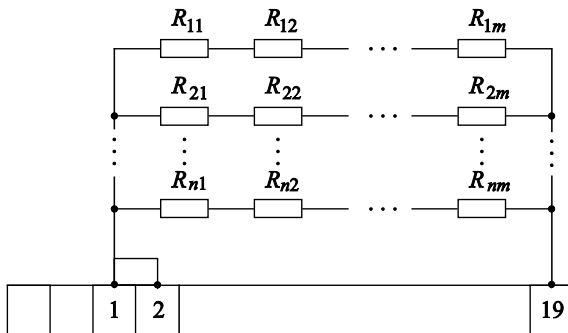 R11 R12 ... R1m
R21 R22 ... R2m
Rn1 Rn2 ... Rnm
1 2 19